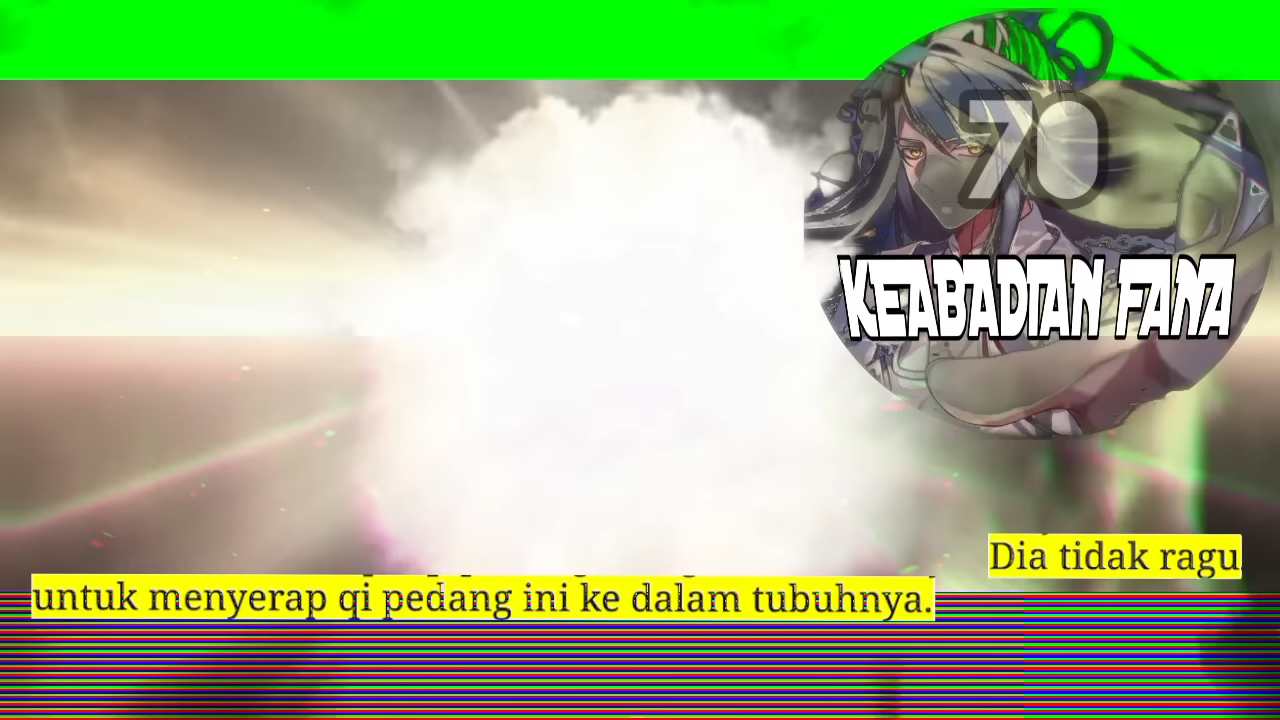 70
KEABADIAN FANA
Dia tidak ragu
untuk menyerap qi pedang ini ke dalam tubuhnya.